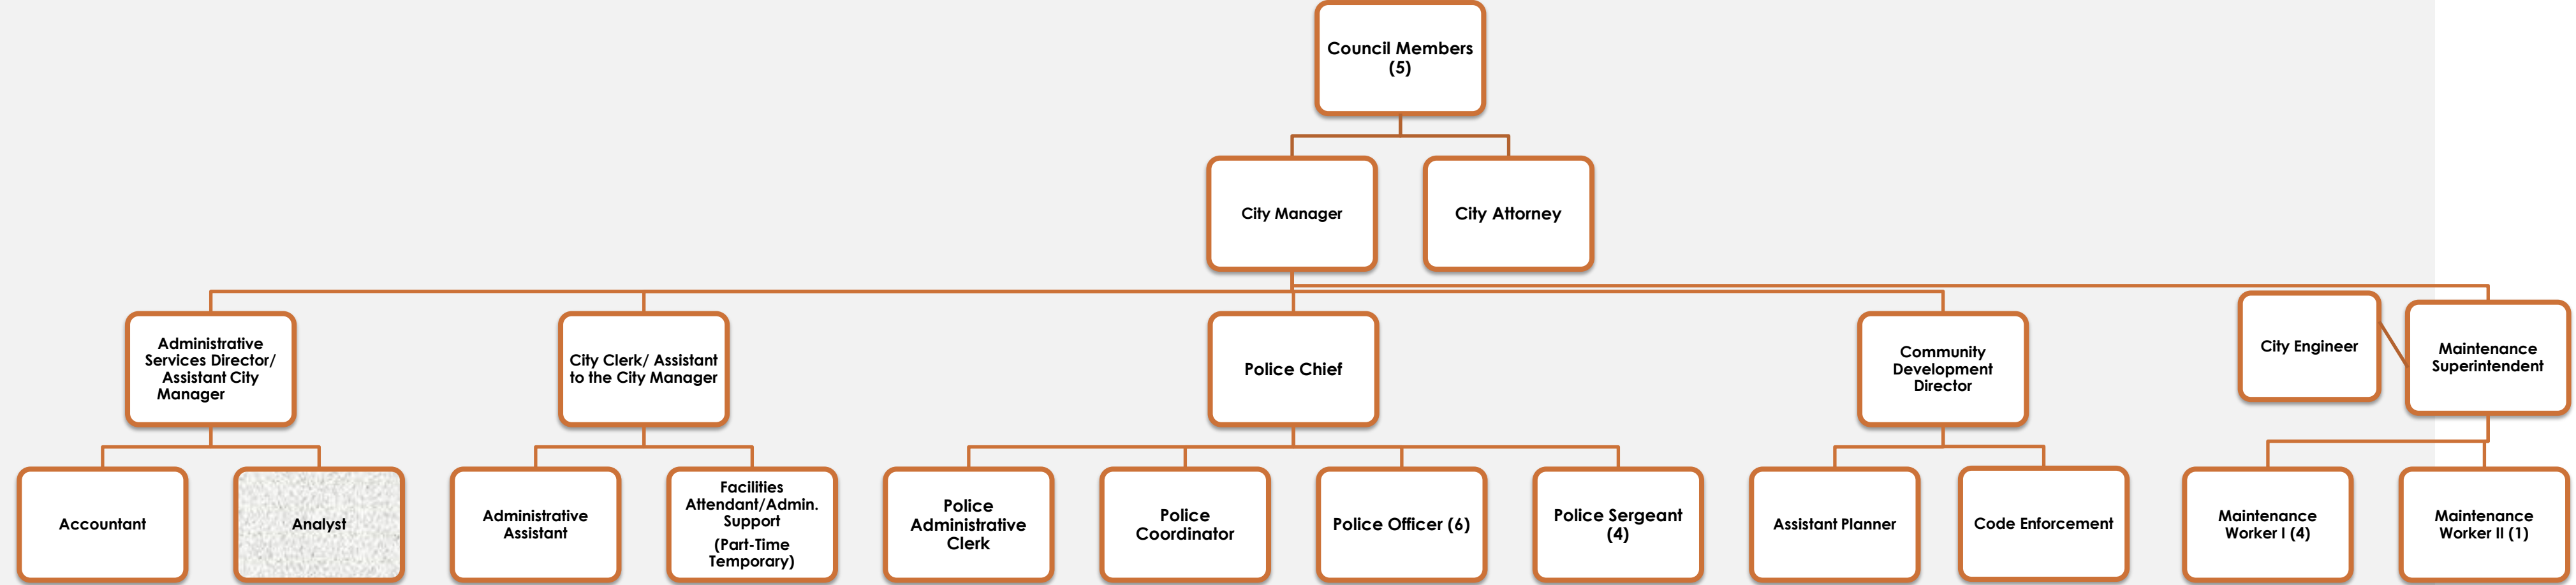 Council Members
(5)
City Manager
City Attorney
Administrative
Services Director/
Assistant City
Manager
City Clerk/ Assistant
to the City Manager
Police Chief
Community
Development
Director
City Engineer
Maintenance
Superintendent
Accountant
Analyst
Administrative
Assistant
Facilities
Attendant/Admin.
Support
(Part-Time
Temporary)
Police
Administrative
Clerk
Police
Coordinator
Police Officer (6)
Police Sergeant
(4)
Assistant Planner
Code Enforcement
Maintenance
Worker I (4)
Maintenance
Worker II (1)